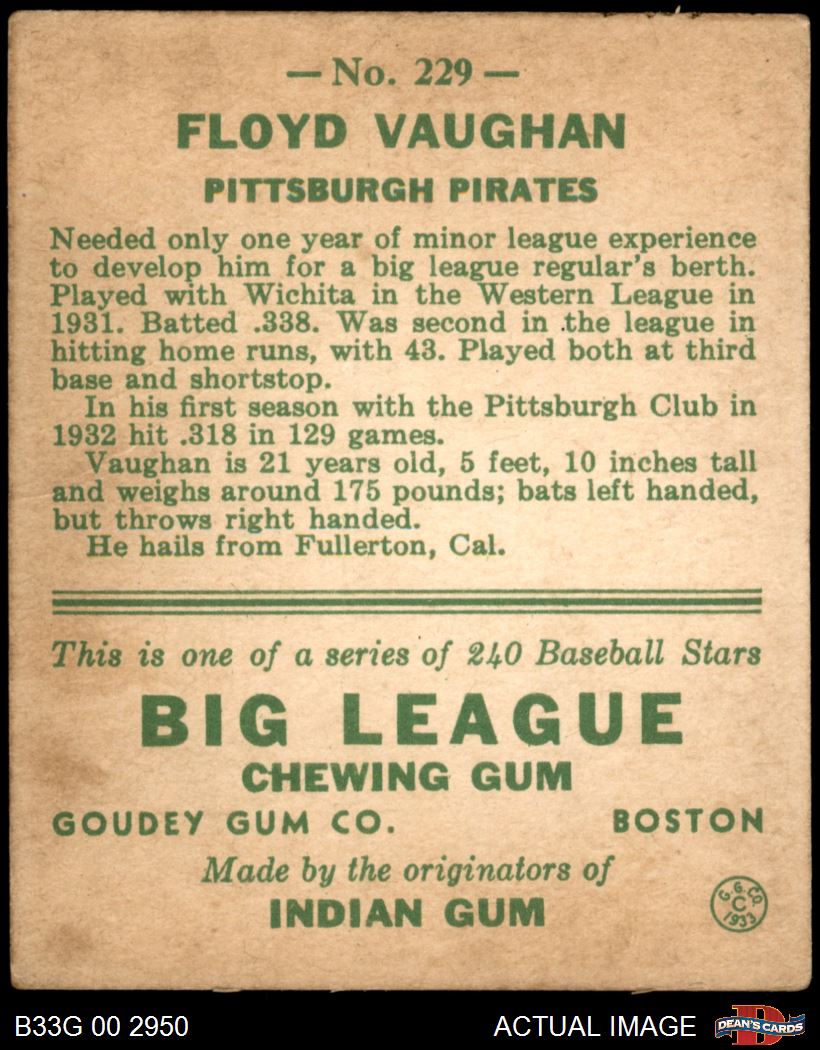 — No. 229 —
FLOYD VAUGHAN
PITTSBURGH PIRATES
Needed only one year of minor league experience
to develop him for a big league regular's berth.
Played with Wichita in the Western League in
1931. Batted .338. Was second in the league in
hitting home runs, with 43. Played both at third
base and shortstop.
In his first season with the Pittsburgh Club in
1932 hit .318 in 129 games.
Vaughan is 21 years old, 5 feet, 10 inches tall
and weighs around 175 pounds; bats left handed,
but throws right handed.
He hails from Fullerton, Cal.
This is one of a series of 240 Baseball Stars
BIG LEAGUE
CHEWING GUM
GOUDEY GUM CO. BOSTON
Made by the originators of
INDIAN GUM
G. G. CO.
C
1933
B33G 00 2950 ACTUAL IMAGE D DEAN'S CARDS